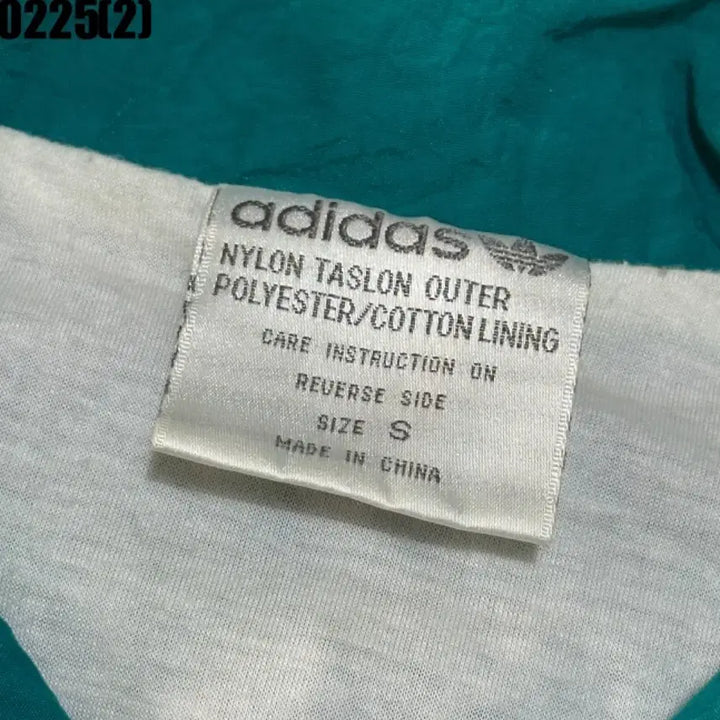 0225(2)
adidas
NYLON TASLON OUTER
POLYESTER/COTTON LINING
CARE INSTRUCTION ON
REVERSE SIDE
SIZE S
MADE IN CHINA